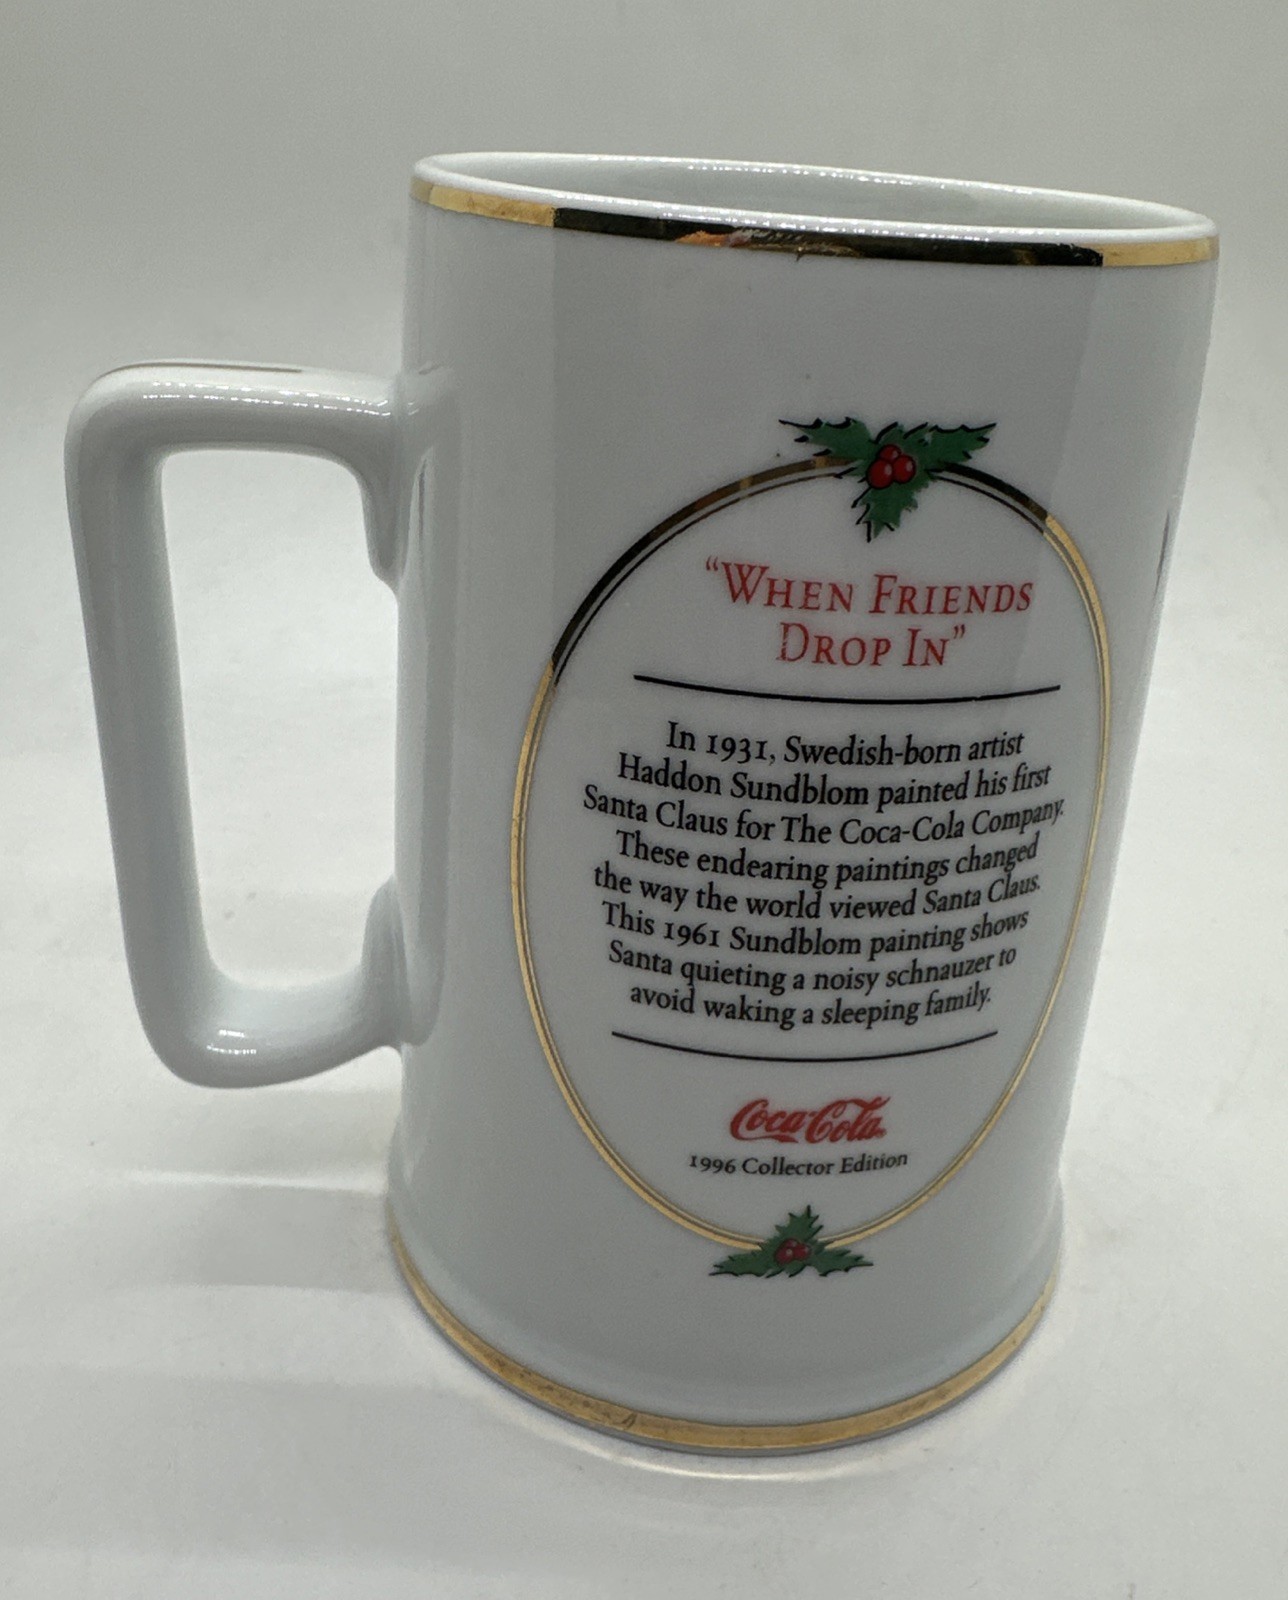 “WHEN FRIENDS
DROP IN”
In 1931, Swedish-born artist
Haddon Sundblom painted his first
Santa Claus for The Coca-Cola Company.
These endearing paintings changed
the way the world viewed Santa Claus.
This 1961 Sundblom painting shows
Santa quieting a noisy schnauzer to
avoid waking a sleeping family.
Coca-Cola®
1996 Collector Edition